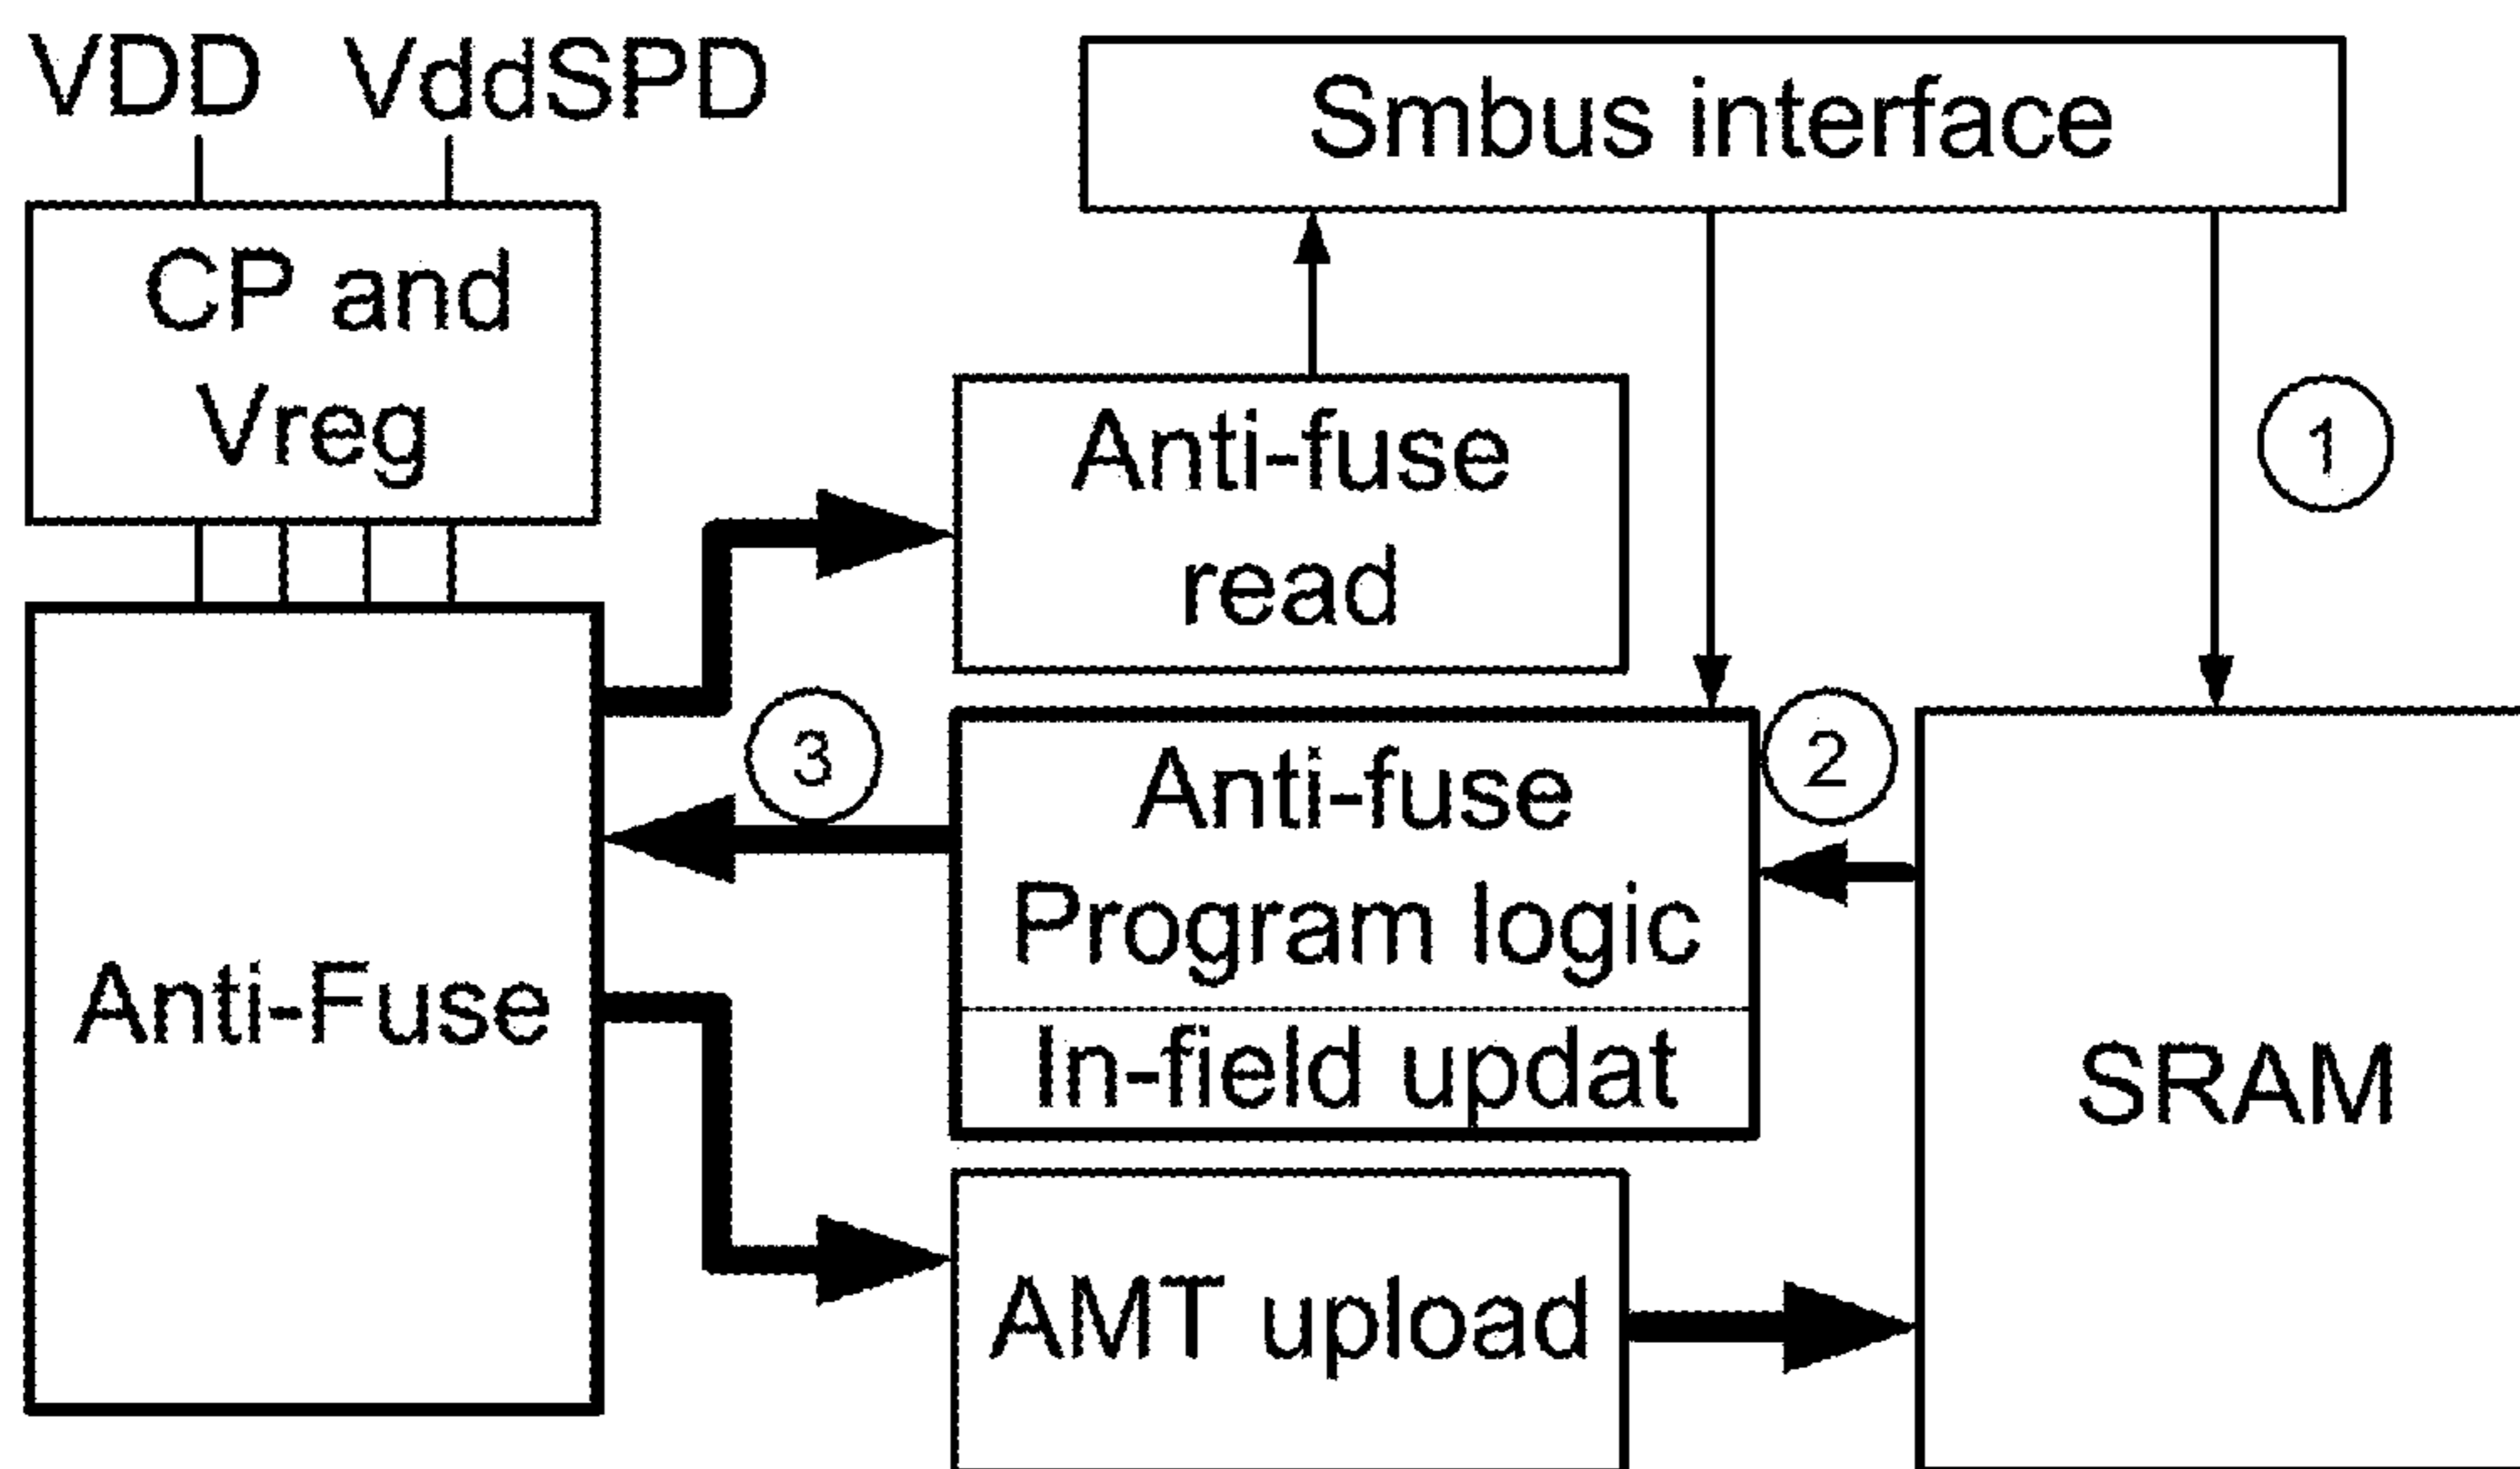 VDD VddSPD
Smbus interface
CP and
Vreg
Anti-fuse
read
1
2
3
Anti-fuse
Program logic
In-field updat
Anti-Fuse
SRAM
AMT upload